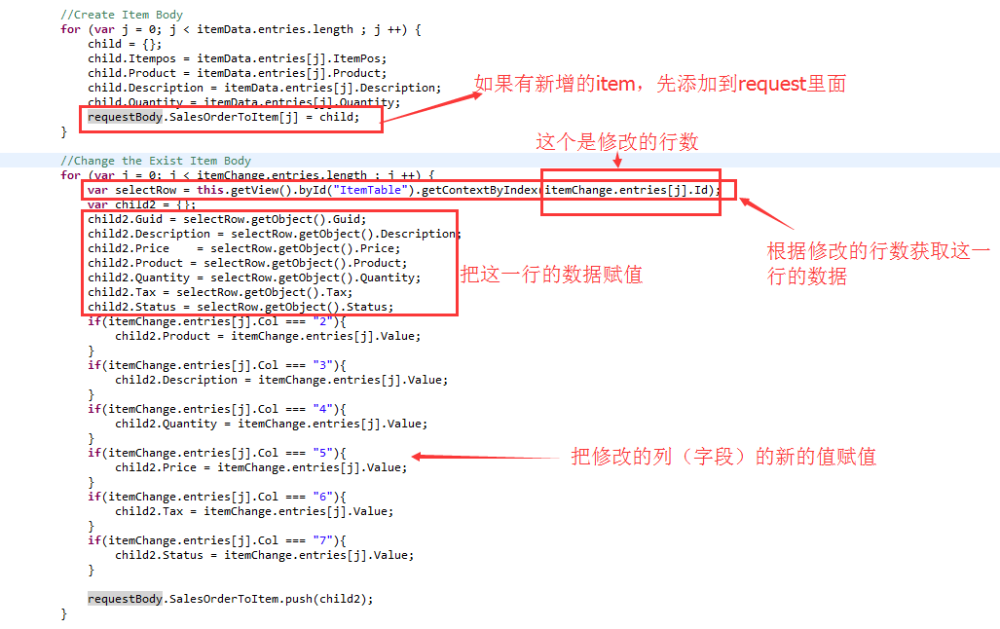 //Create Item Body
for (var j = 0; j < itemData.entries.length ; j ++) {
child = {};
child.Itempos = itemData.entries[j].ItemPos;
child.Product = itemData.entries[j].Product;
child.Description = itemData.entries[j].Description;
如果有新增的item，先添加到request里面
child.Quantity = itemData.entries[j].Quantity;
requestBody.SalesOrderToItem[j] = child;
}
这个是修改的行数
//Change the Exist Item Body
for (var j = 0; j < itemChange.entries.length ; j ++) {
var selectRow = this.getView().byId("ItemTable").getContextByIndex(itemChange.entries[j].Id);
var child2 = {};
child2.Guid = selectRow.getObject().Guid;
child2.Description = selectRow.getObject().Description;
child2.Price    = selectRow.getObject().Price;
根据修改的行数获取这一
行的数据
child2.Product = selectRow.getObject().Product;
child2.Quantity = selectRow.getObject().Quantity;
把这一行的数据赋值
child2.Tax = selectRow.getObject().Tax;
child2.Status = selectRow.getObject().Status;
if(itemChange.entries[j].Col === "2"){
child2.Product = itemChange.entries[j].Value;
}
if(itemChange.entries[j].Col === "3"){
child2.Description = itemChange.entries[j].Value;
}
if(itemChange.entries[j].Col === "4"){
child2.Quantity = itemChange.entries[j].Value;
}
if(itemChange.entries[j].Col === "5"){
把修改的列（字段）的新的值赋值
child2.Price = itemChange.entries[j].Value;
}
if(itemChange.entries[j].Col === "6"){
child2.Tax = itemChange.entries[j].Value;
}
if(itemChange.entries[j].Col === "7"){
child2.Status = itemChange.entries[j].Value;
}
requestBody.SalesOrderToItem.push(child2);
}